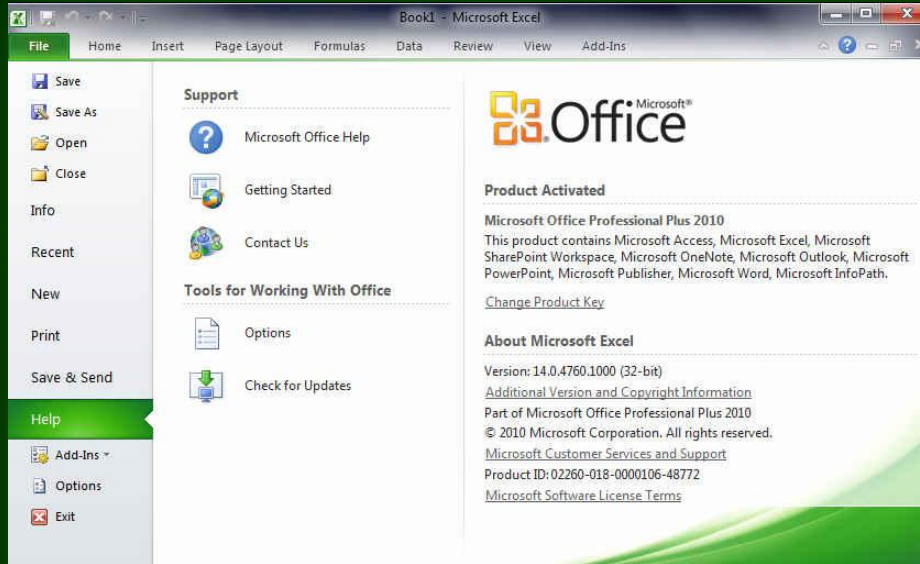 Book1 - Microsoft Excel
File Home Insert Page Layout Formulas Data Review View Add-Ins
Save
Save As
Open
Close
Info
Recent
New
Print
Save & Send
Help
Add-Ins
Options
Exit
Support
Microsoft Office Help
Getting Started
Contact Us
Tools for Working With Office
Options
Check for Updates
Microsoft®
Office
Product Activated
Microsoft Office Professional Plus 2010
This product contains Microsoft Access, Microsoft Excel, Microsoft
SharePoint Workspace, Microsoft OneNote, Microsoft Outlook, Microsoft
PowerPoint, Microsoft Publisher, Microsoft Word, Microsoft InfoPath.
Change Product Key
About Microsoft Excel
Version: 14.0.4760.1000 (32-bit)
Additional Version and Copyright Information
Part of Microsoft Office Professional Plus 2010
© 2010 Microsoft Corporation. All rights reserved.
Microsoft Customer Services and Support
Product ID: 02260-018-0000106-48772
Microsoft Software License Terms